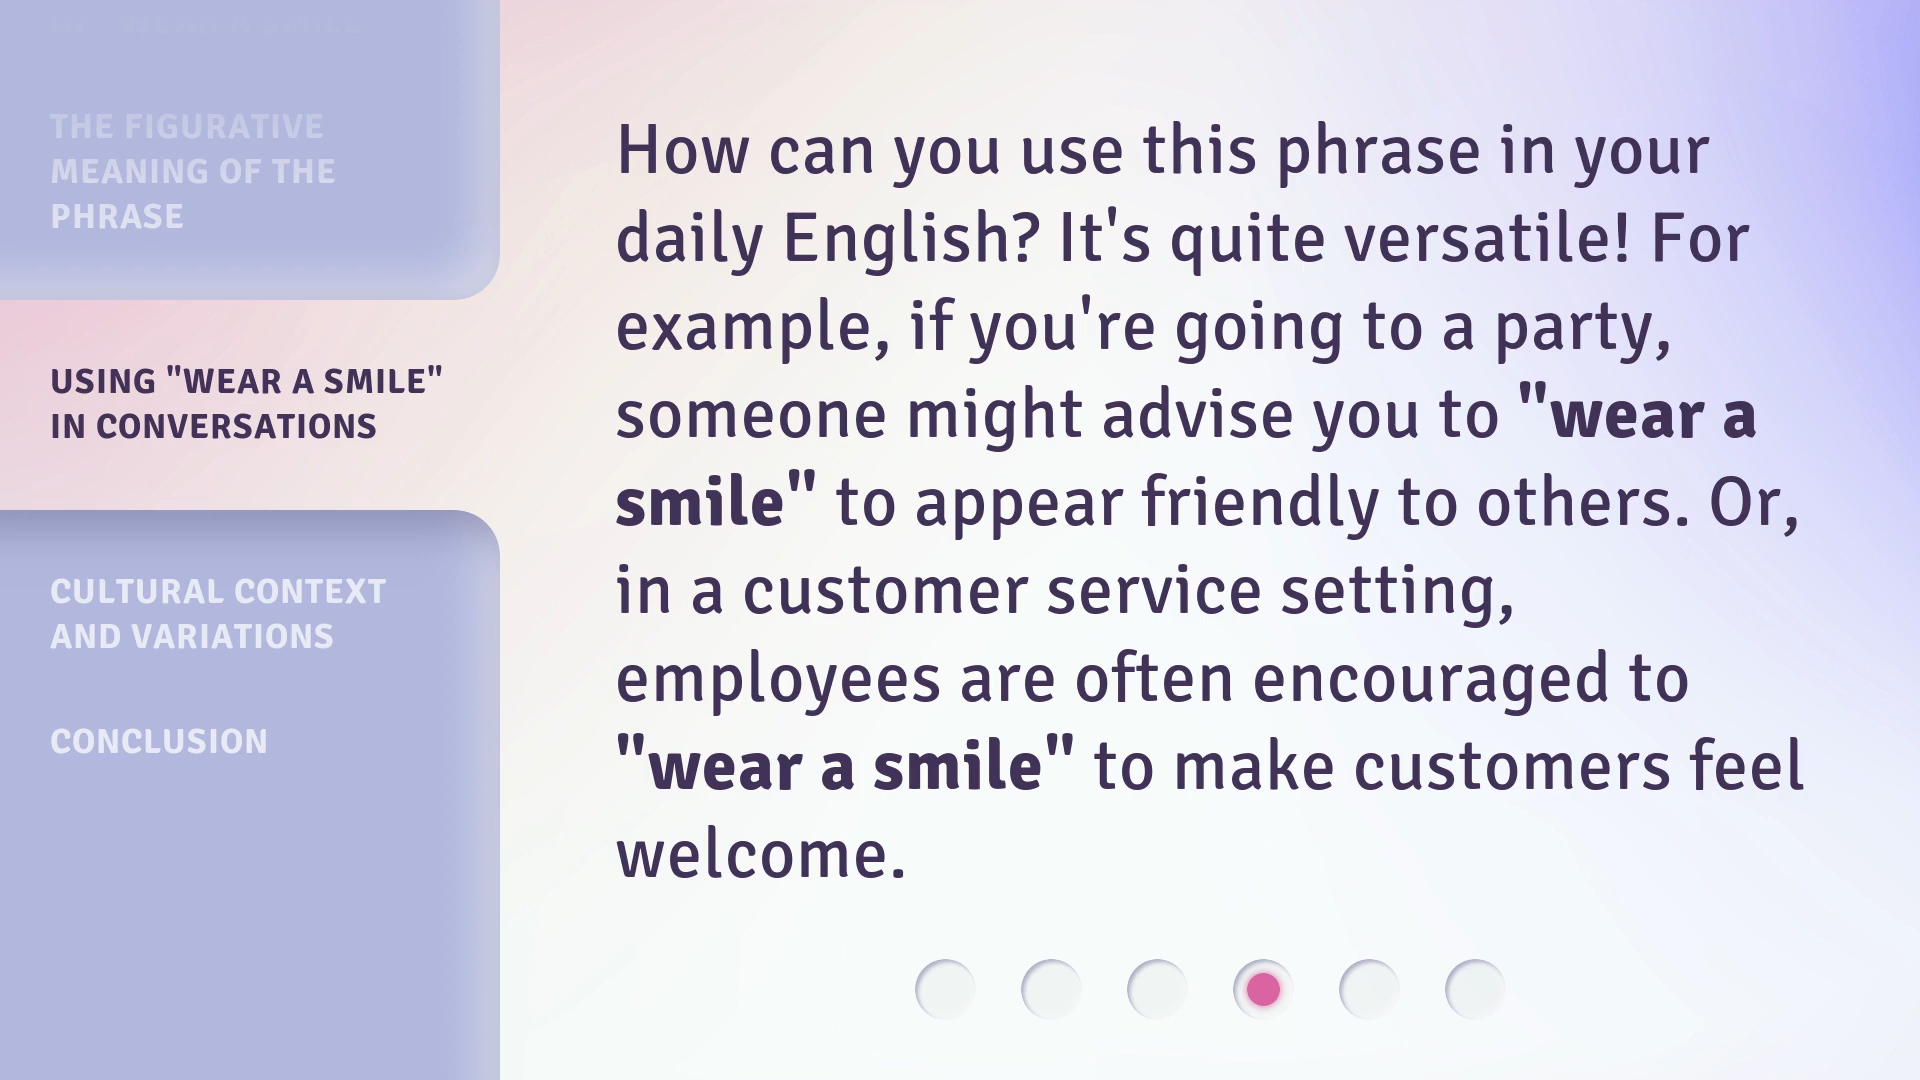 THE FIGURATIVE
MEANING OF THE
PHRASE
USING "WEAR A SMILE"
IN CONVERSATIONS
CULTURAL CONTEXT
AND VARIATIONS
CONCLUSION
How can you use this phrase in your
daily English? It's quite versatile! For
example, if you're going to a party,
someone might advise you to "wear a
smile" to appear friendly to others. Or,
in a customer service setting,
employees are often encouraged to
"wear a smile" to make customers feel
welcome.